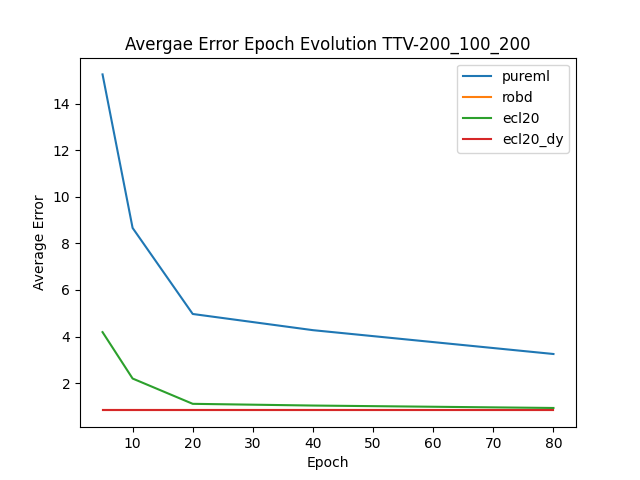 Avergae Error Epoch Evolution TTV-200_100_200
pureml
robd
ecl20
ecl20_dy
14
12
10
8
6
4
2
Average Error
10 20 30 40 50 60 70 80
Epoch